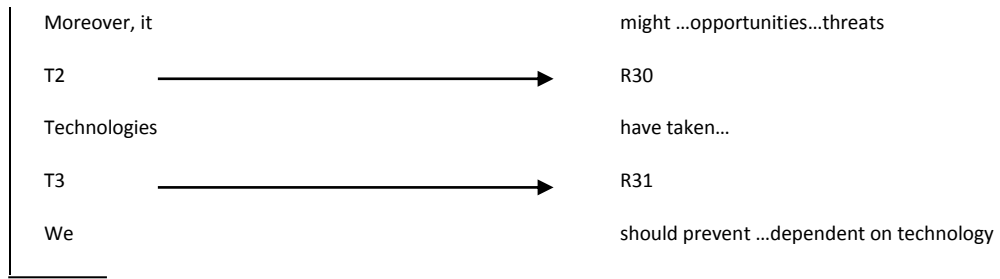 Moreover, it might …opportunities…threats
T2 R30
Technologies have taken…
T3 R31
We should prevent …dependent on technology